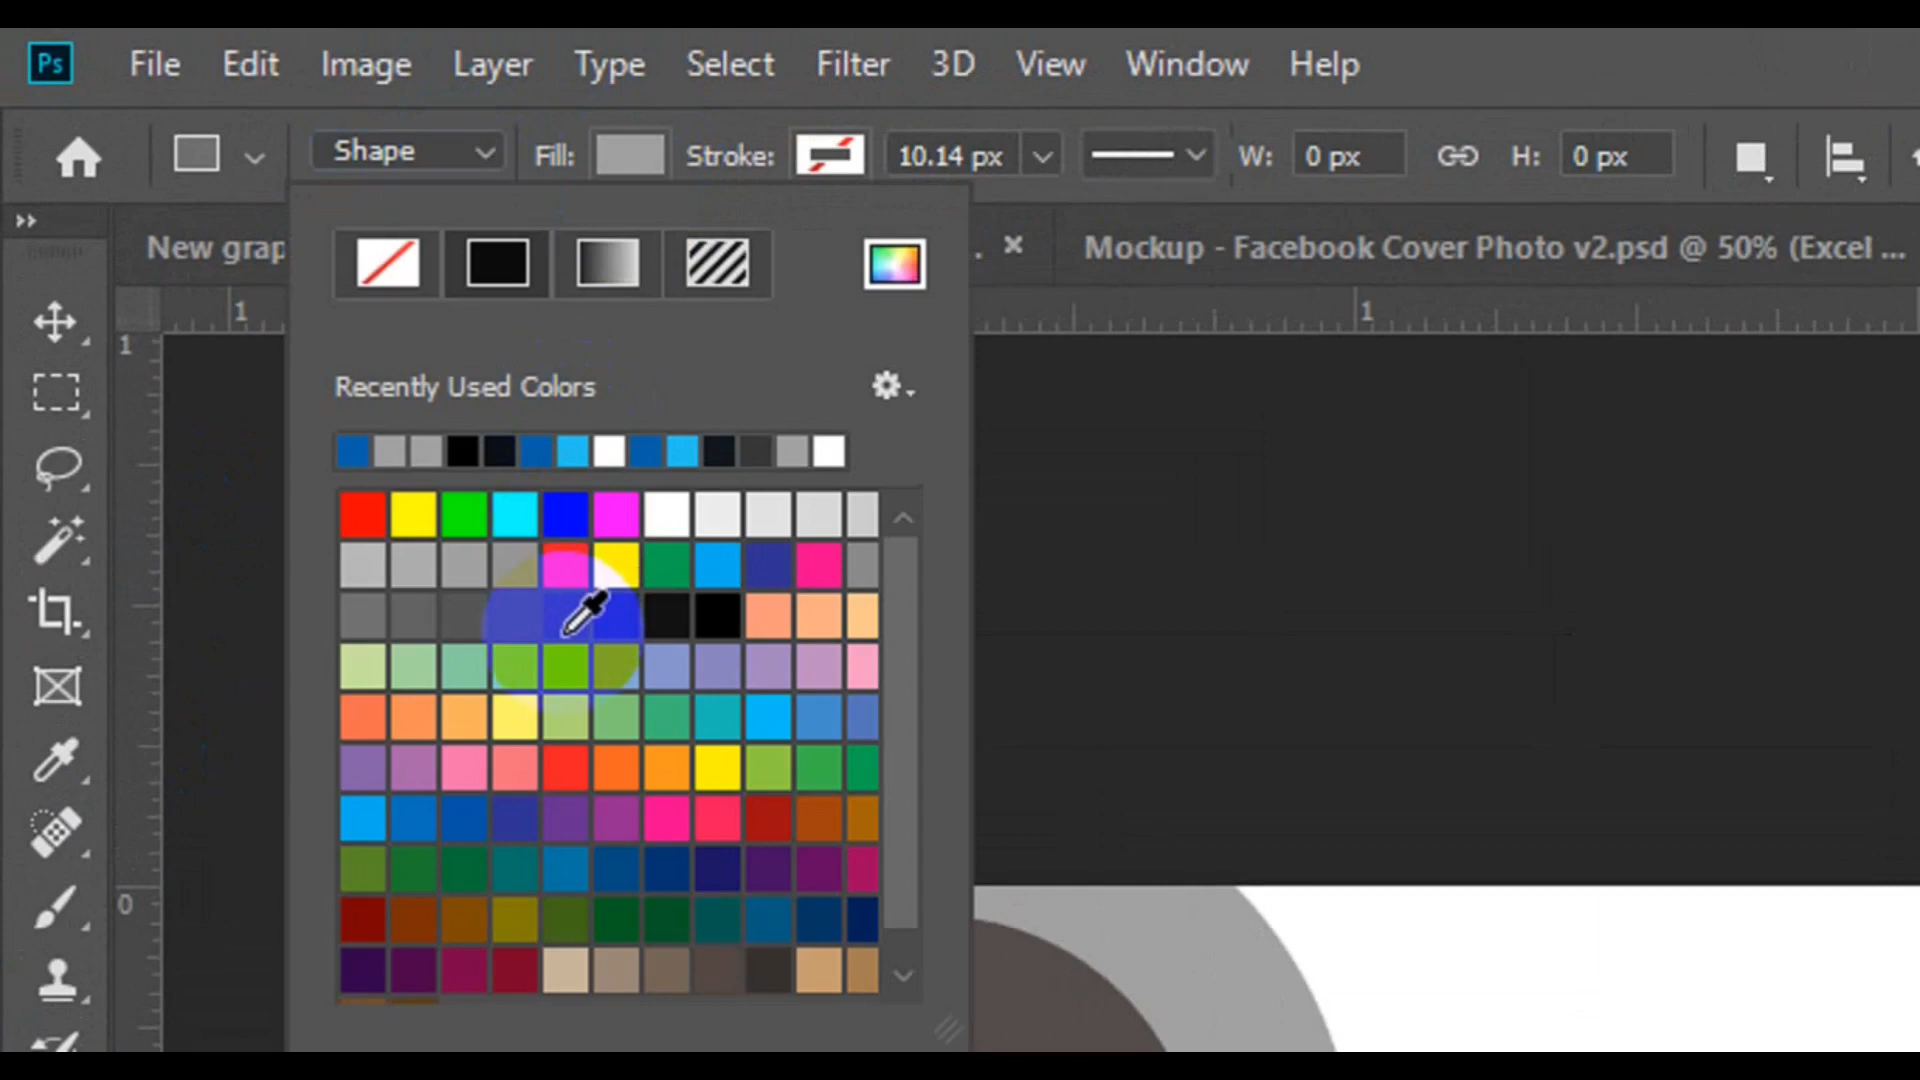 Ps File Edit Image Layer Type Select Filter 3D View Window Help
Shape Fill: Stroke: 10.14 px W: 0 px H: 0 px
New grap . × Mockup - Facebook Cover Photo v2.psd @ 50% (Excel ...
1 1
1
Recently Used Colors
0